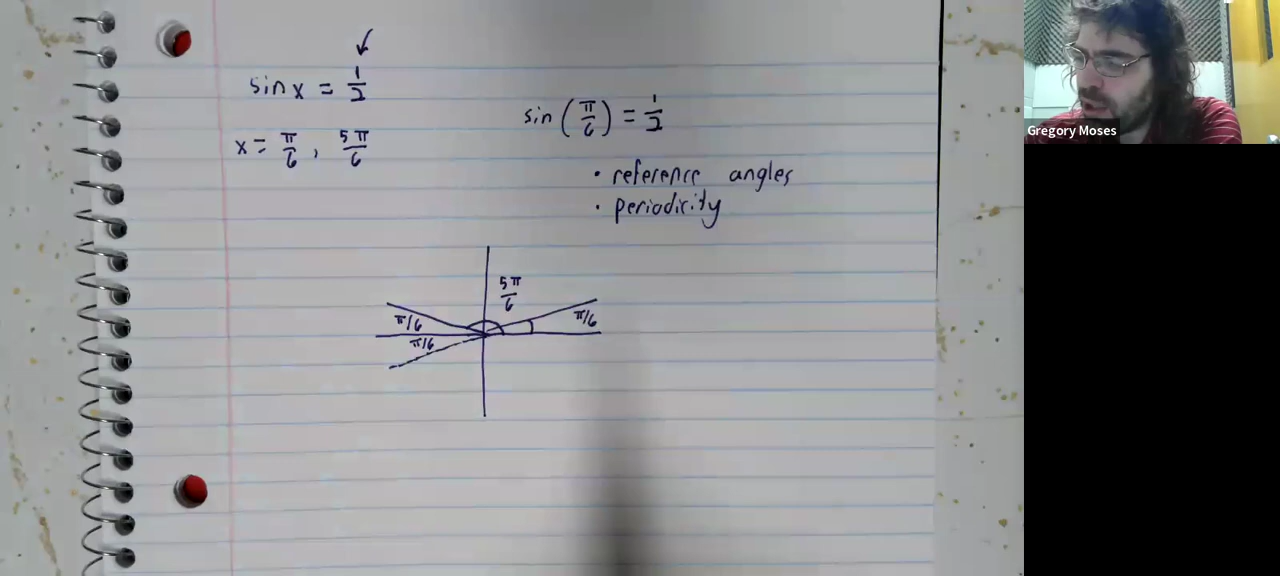 sin x = 1/2
x = π/6, 5π/6
sin(π/6) = 1/2
• reference angles
• periodicity
5π/6
π/6
π/6
π/6
Gregory Moses